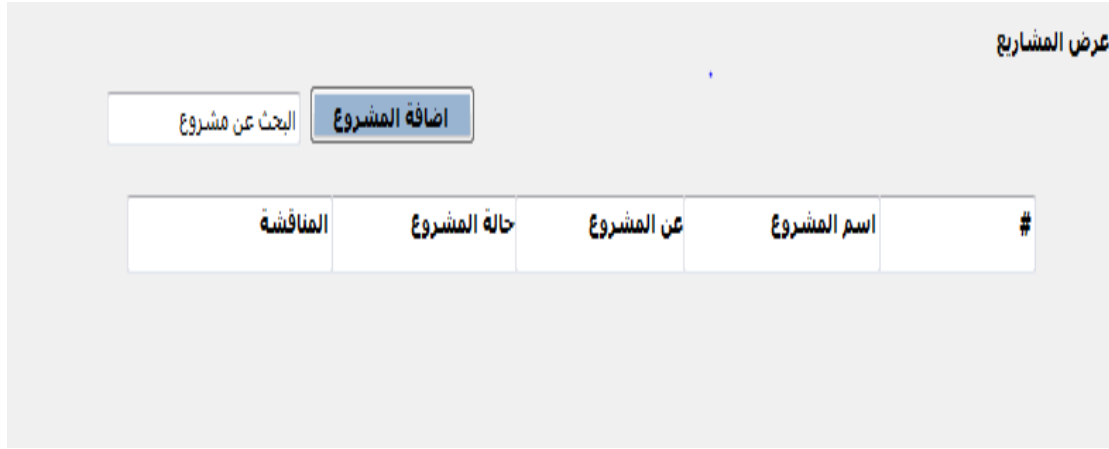 عرض المشاريع
اضافة المشروع البحث عن مشروع
# اسم المشروع عن المشروع حالة المشروع المناقشة